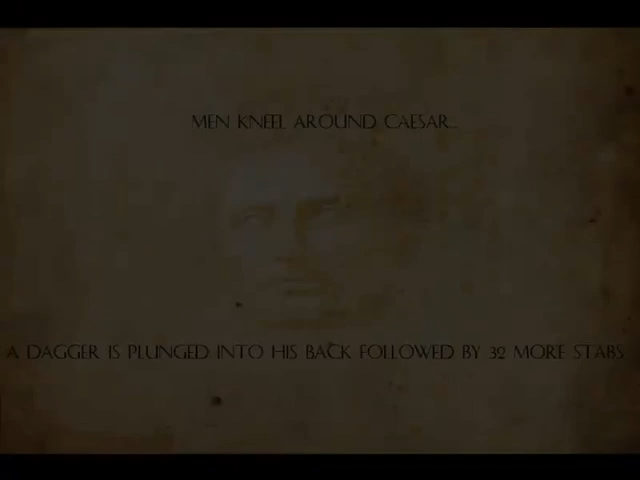 MEN KNEEL AROUND CAESAR...
A DAGGER IS PLUNGED INTO HIS BACK FOLLOWED BY 32 MORE STABS